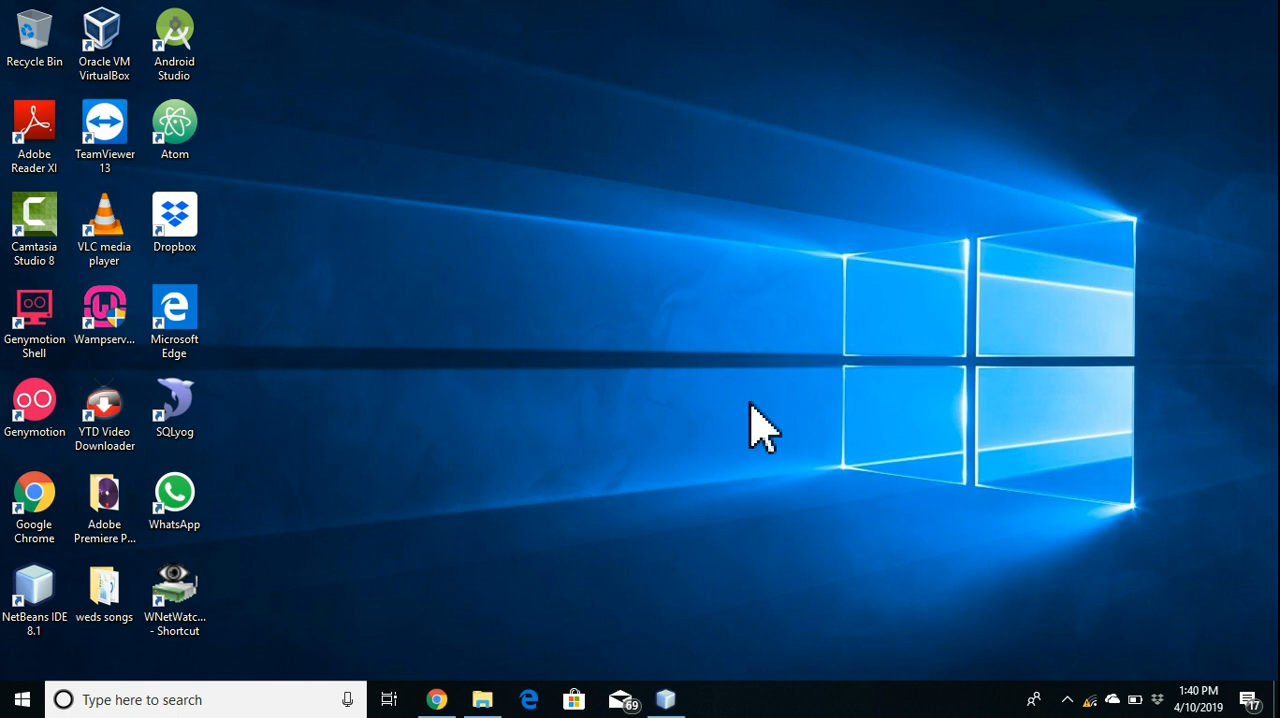 Recycle Bin
Oracle VM
VirtualBox
Android
Studio
Adobe
Reader XI
TeamViewer
13
Atom
Camtasia
Studio 8
VLC media
player
Dropbox
Genymotion
Shell
Wampserv...
Microsoft
Edge
Genymotion
YTD Video
Downloader
SQLyog
Google
Chrome
Adobe
Premiere P...
WhatsApp
NetBeans IDE
8.1
weds songs
WNetWatc...
- Shortcut
Type here to search
69
1:40 PM
4/10/2019
17